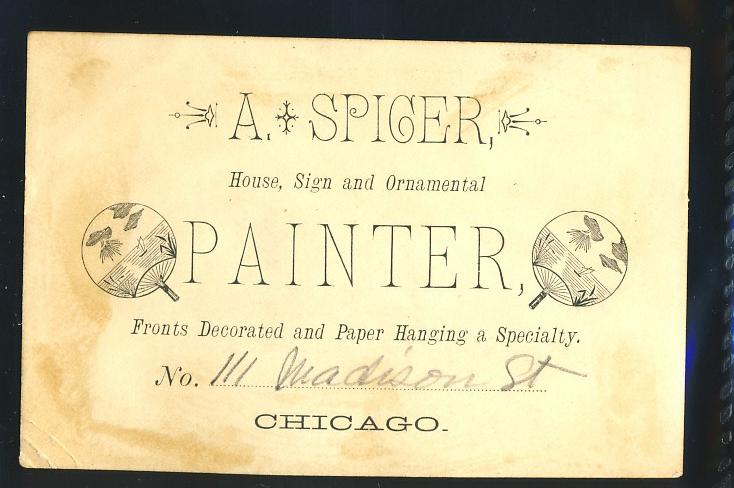 A. SPICER,
House, Sign and Ornamental
PAINTER,
Fronts Decorated and Paper Hanging a Specialty.
No. 111 Madison St
CHICAGO.